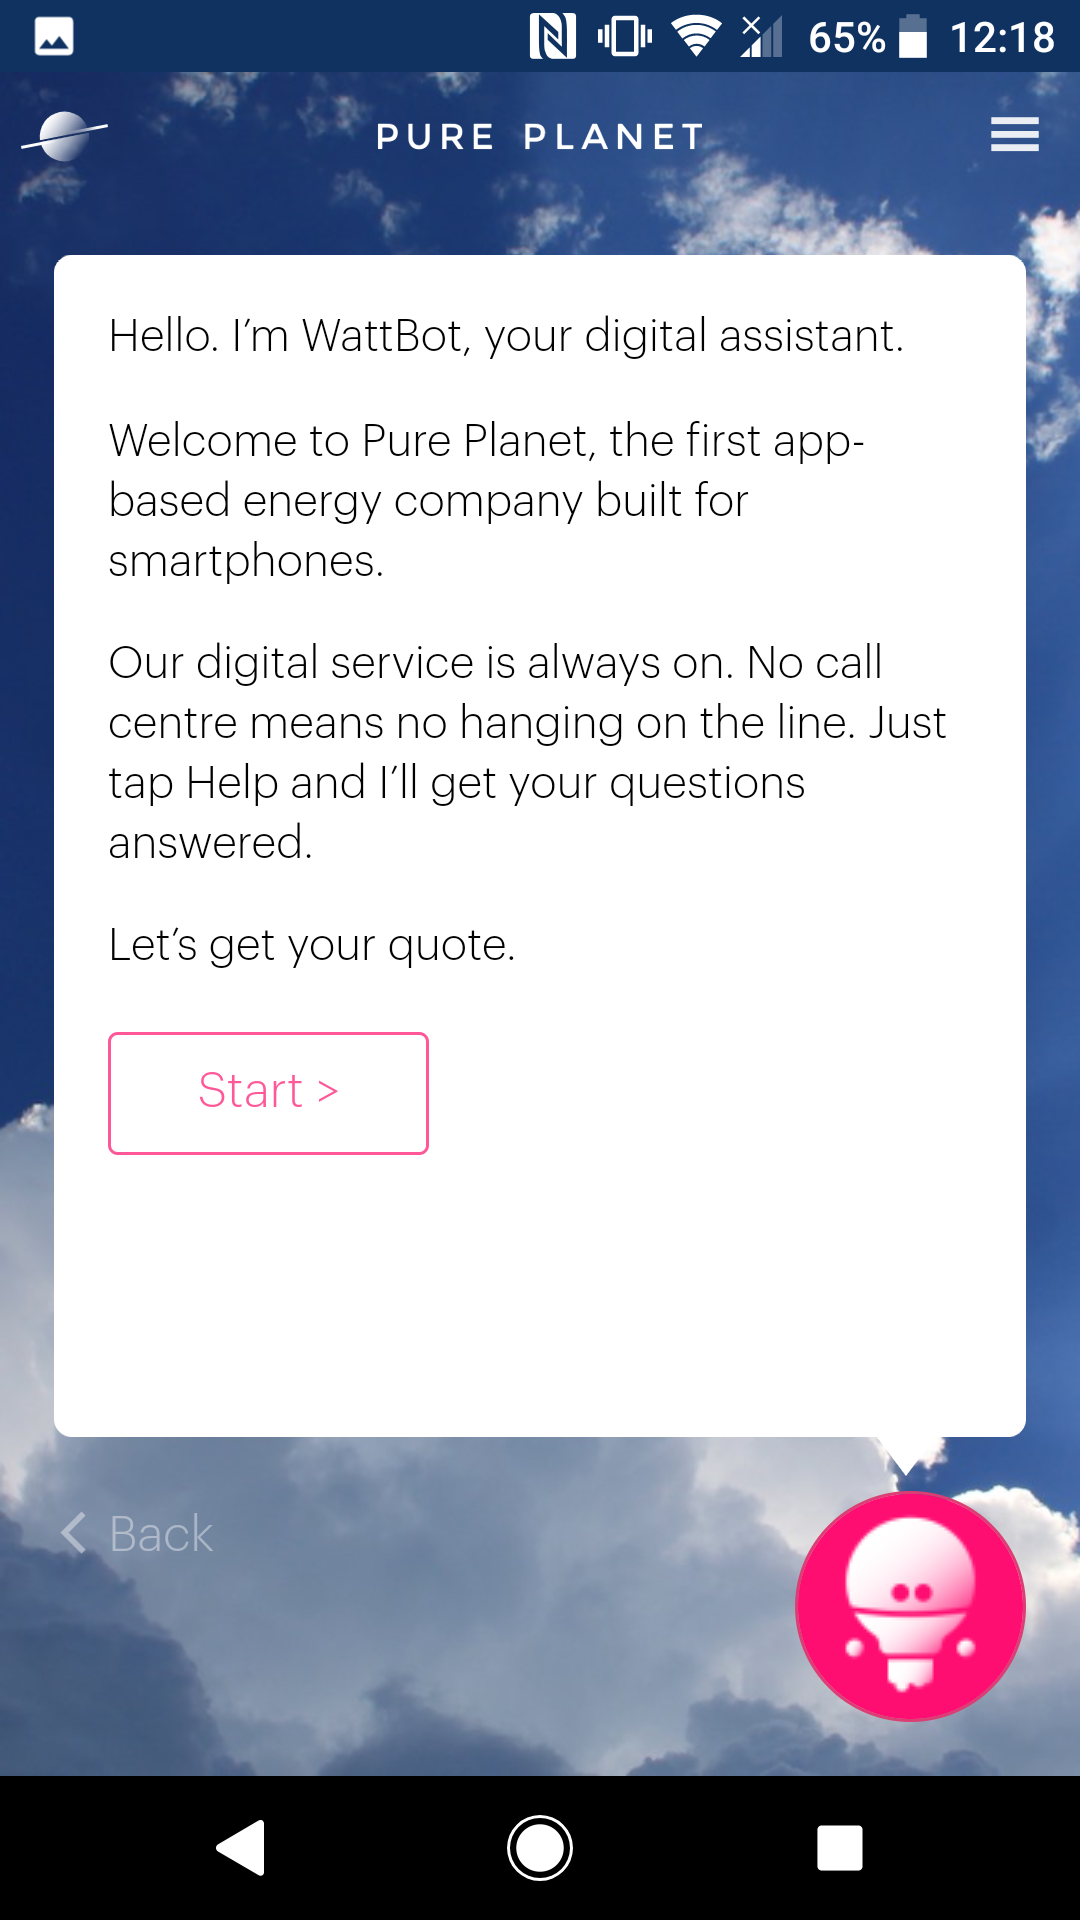 65% 12:18
PURE PLANET
Hello. I’m WattBot, your digital assistant.
Welcome to Pure Planet, the first app-
based energy company built for
smartphones.
Our digital service is always on. No call
centre means no hanging on the line. Just
tap Help and I’ll get your questions
answered.
Let’s get your quote.
Start >
Back